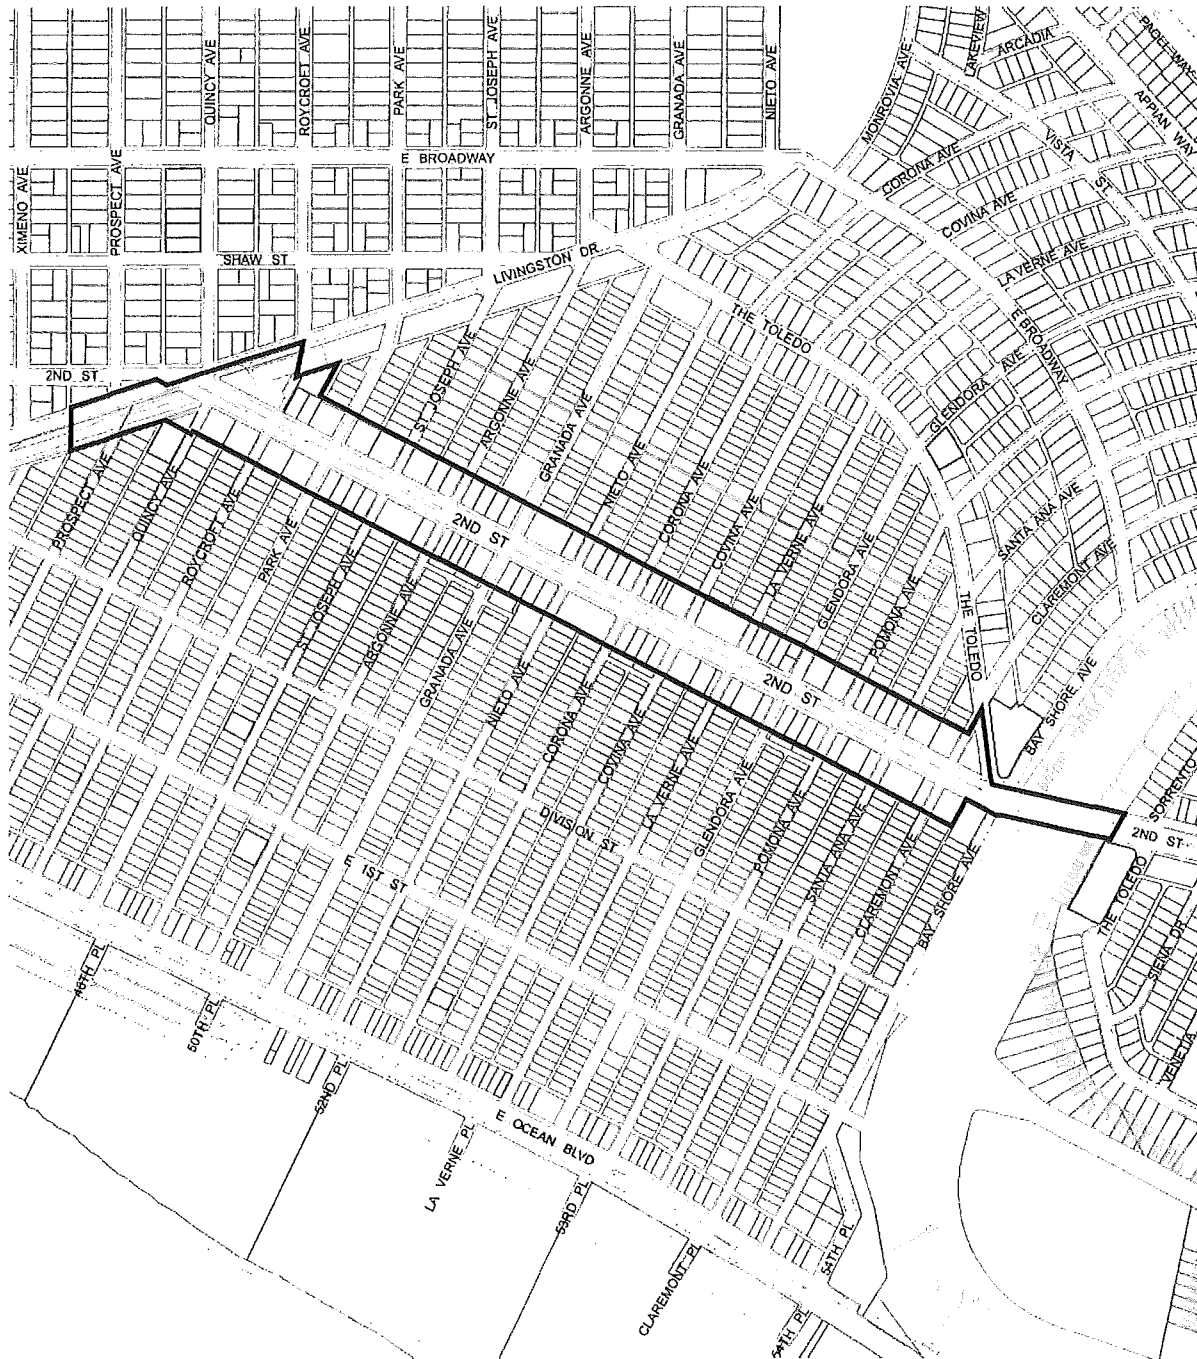 QUINCY AVE
ROYCROFT AVE
PARK AVE
ST JOSEPH AVE
ARGONNE AVE
GRANADA AVE
NIETO AVE
MONROVIA AVE
LAKEVIEW
ARCADIA
APPIAN WAY
E BROADWAY
XIMENO AVE
PROSPECT AVE
CORONA AVE
VISTA
ST
COVINA AVE
SHAW ST
LIVINGSTON DR
LA VERNE AVE
THE TOLEDO
E BROADWAY
2ND ST
ST JOSEPH AVE
ARGONNE AVE
GRANADA AVE
GLENDORA AVE
NIETO AVE
CORONA AVE
COVINA AVE
LA VERNE AVE
GLENDORA AVE
POMONA AVE
SANTA ANA AVE
CLAREMONT AVE
THE TOLEDO
PROSPECT AVE
QUINCY AVE
ROYCROFT AVE
PARK AVE
2ND ST
ST JOSEPH AVE
ARGONNE AVE
GRANADA AVE
NIETO AVE
CORONA AVE
COVINA AVE
2ND ST
BAY SHORE AVE
SORRENTO
LA VERNE AVE
GLENDORA AVE
POMONA AVE
SANTA ANA AVE
CLAREMONT AVE
BAY SHORE AVE
2ND ST
THE TOLEDO
SIENA DR
VENETIA
DIVISION ST
E 1ST ST
50TH PL
52ND PL
LA VERNE PL
E OCEAN BLVD
53RD PL
CLAREMONT PL
54TH PL
54TH PL